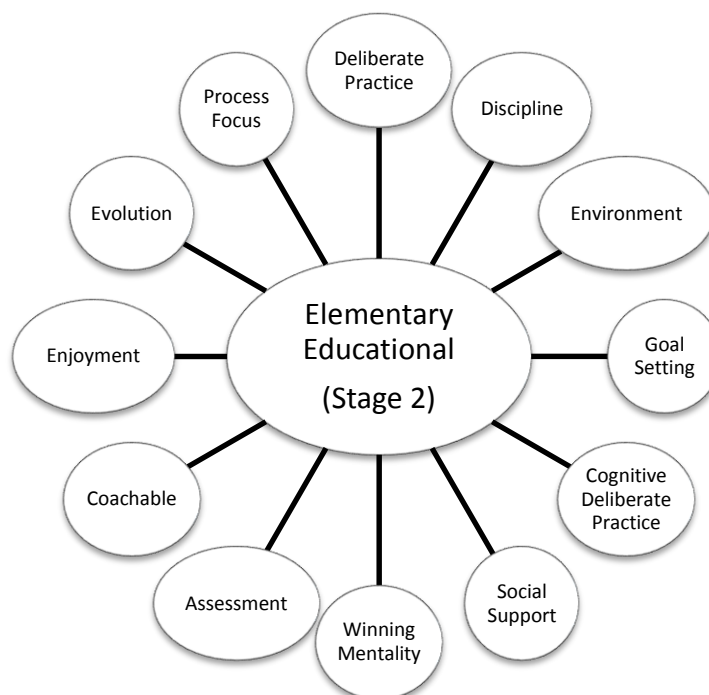 Deliberate
Practice
Discipline
Environment
Goal
Setting
Cognitive
Deliberate
Practice
Social
Support
Winning
Mentality
Assessment
Coachable
Enjoyment
Evolution
Process
Focus
Elementary
Educational
(Stage 2)